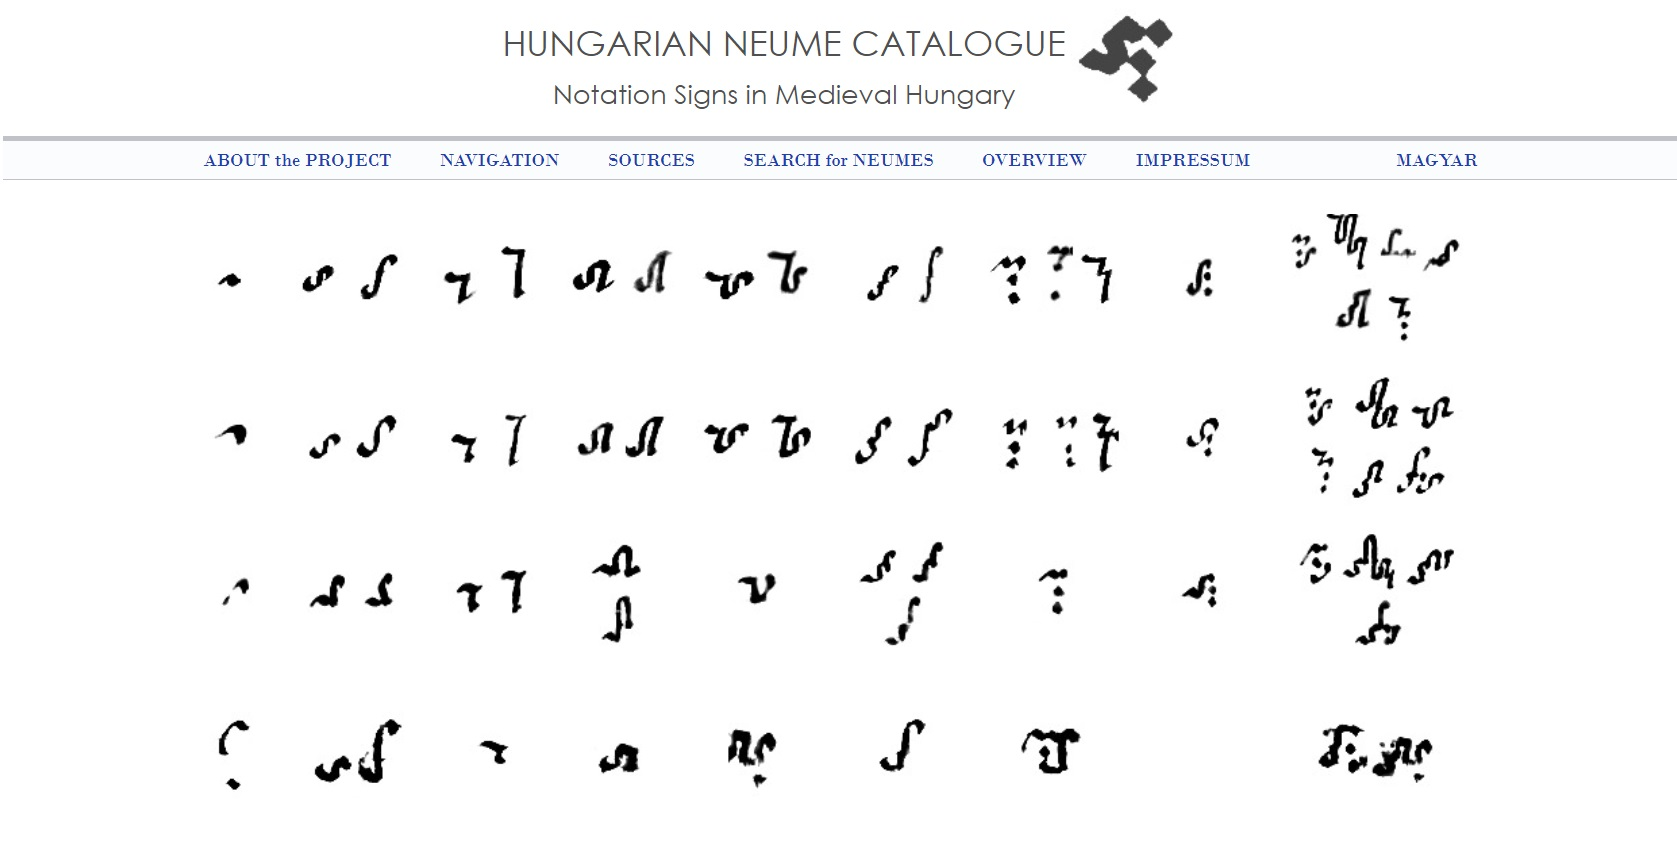 HUNGARIAN NEUME CATALOGUE
Notation Signs in Medieval Hungary
ABOUT the PROJECT NAVIGATION SOURCES SEARCH for NEUMES OVERVIEW IMPRESSUM MAGYAR